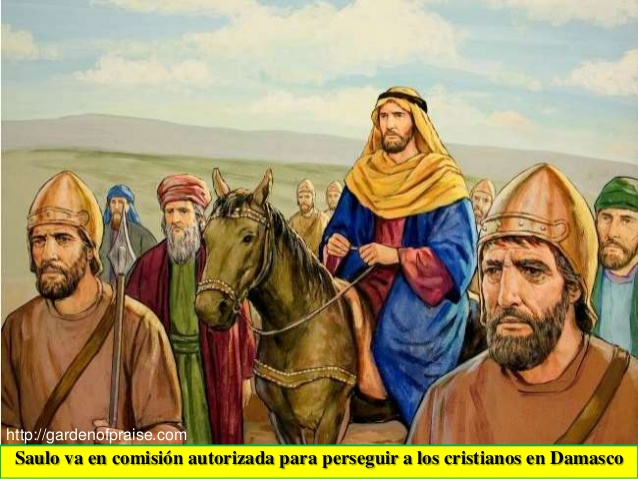 http://gardenofpraise.com
Saulo va en comisión autorizada para perseguir a los cristianos en Damasco